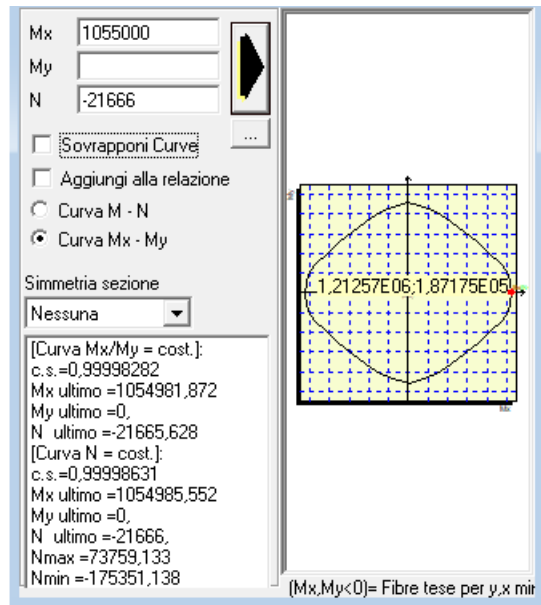 Mx 1055000
My
N -21666
...
Sovrapponi Curve
Aggiungi alla relazione
Curva M - N
Curva Mx - My
Simmetria sezione
Nessuna
[Curva Mx/My = cost.]:
c.s.=0,99998282
Mx ultimo =1054981,872
My ultimo =0,
N ultimo =-21665,628
[Curva N = cost.]:
c.s.=0,99998631
Mx ultimo =1054985,552
My ultimo =0,
N ultimo =-21666,
Nmax =73759,133
Nmin =-175351,138
1,21257E06;1,87175E05
Mx
(Mx,My<0)= Fibre tese per y,x mir